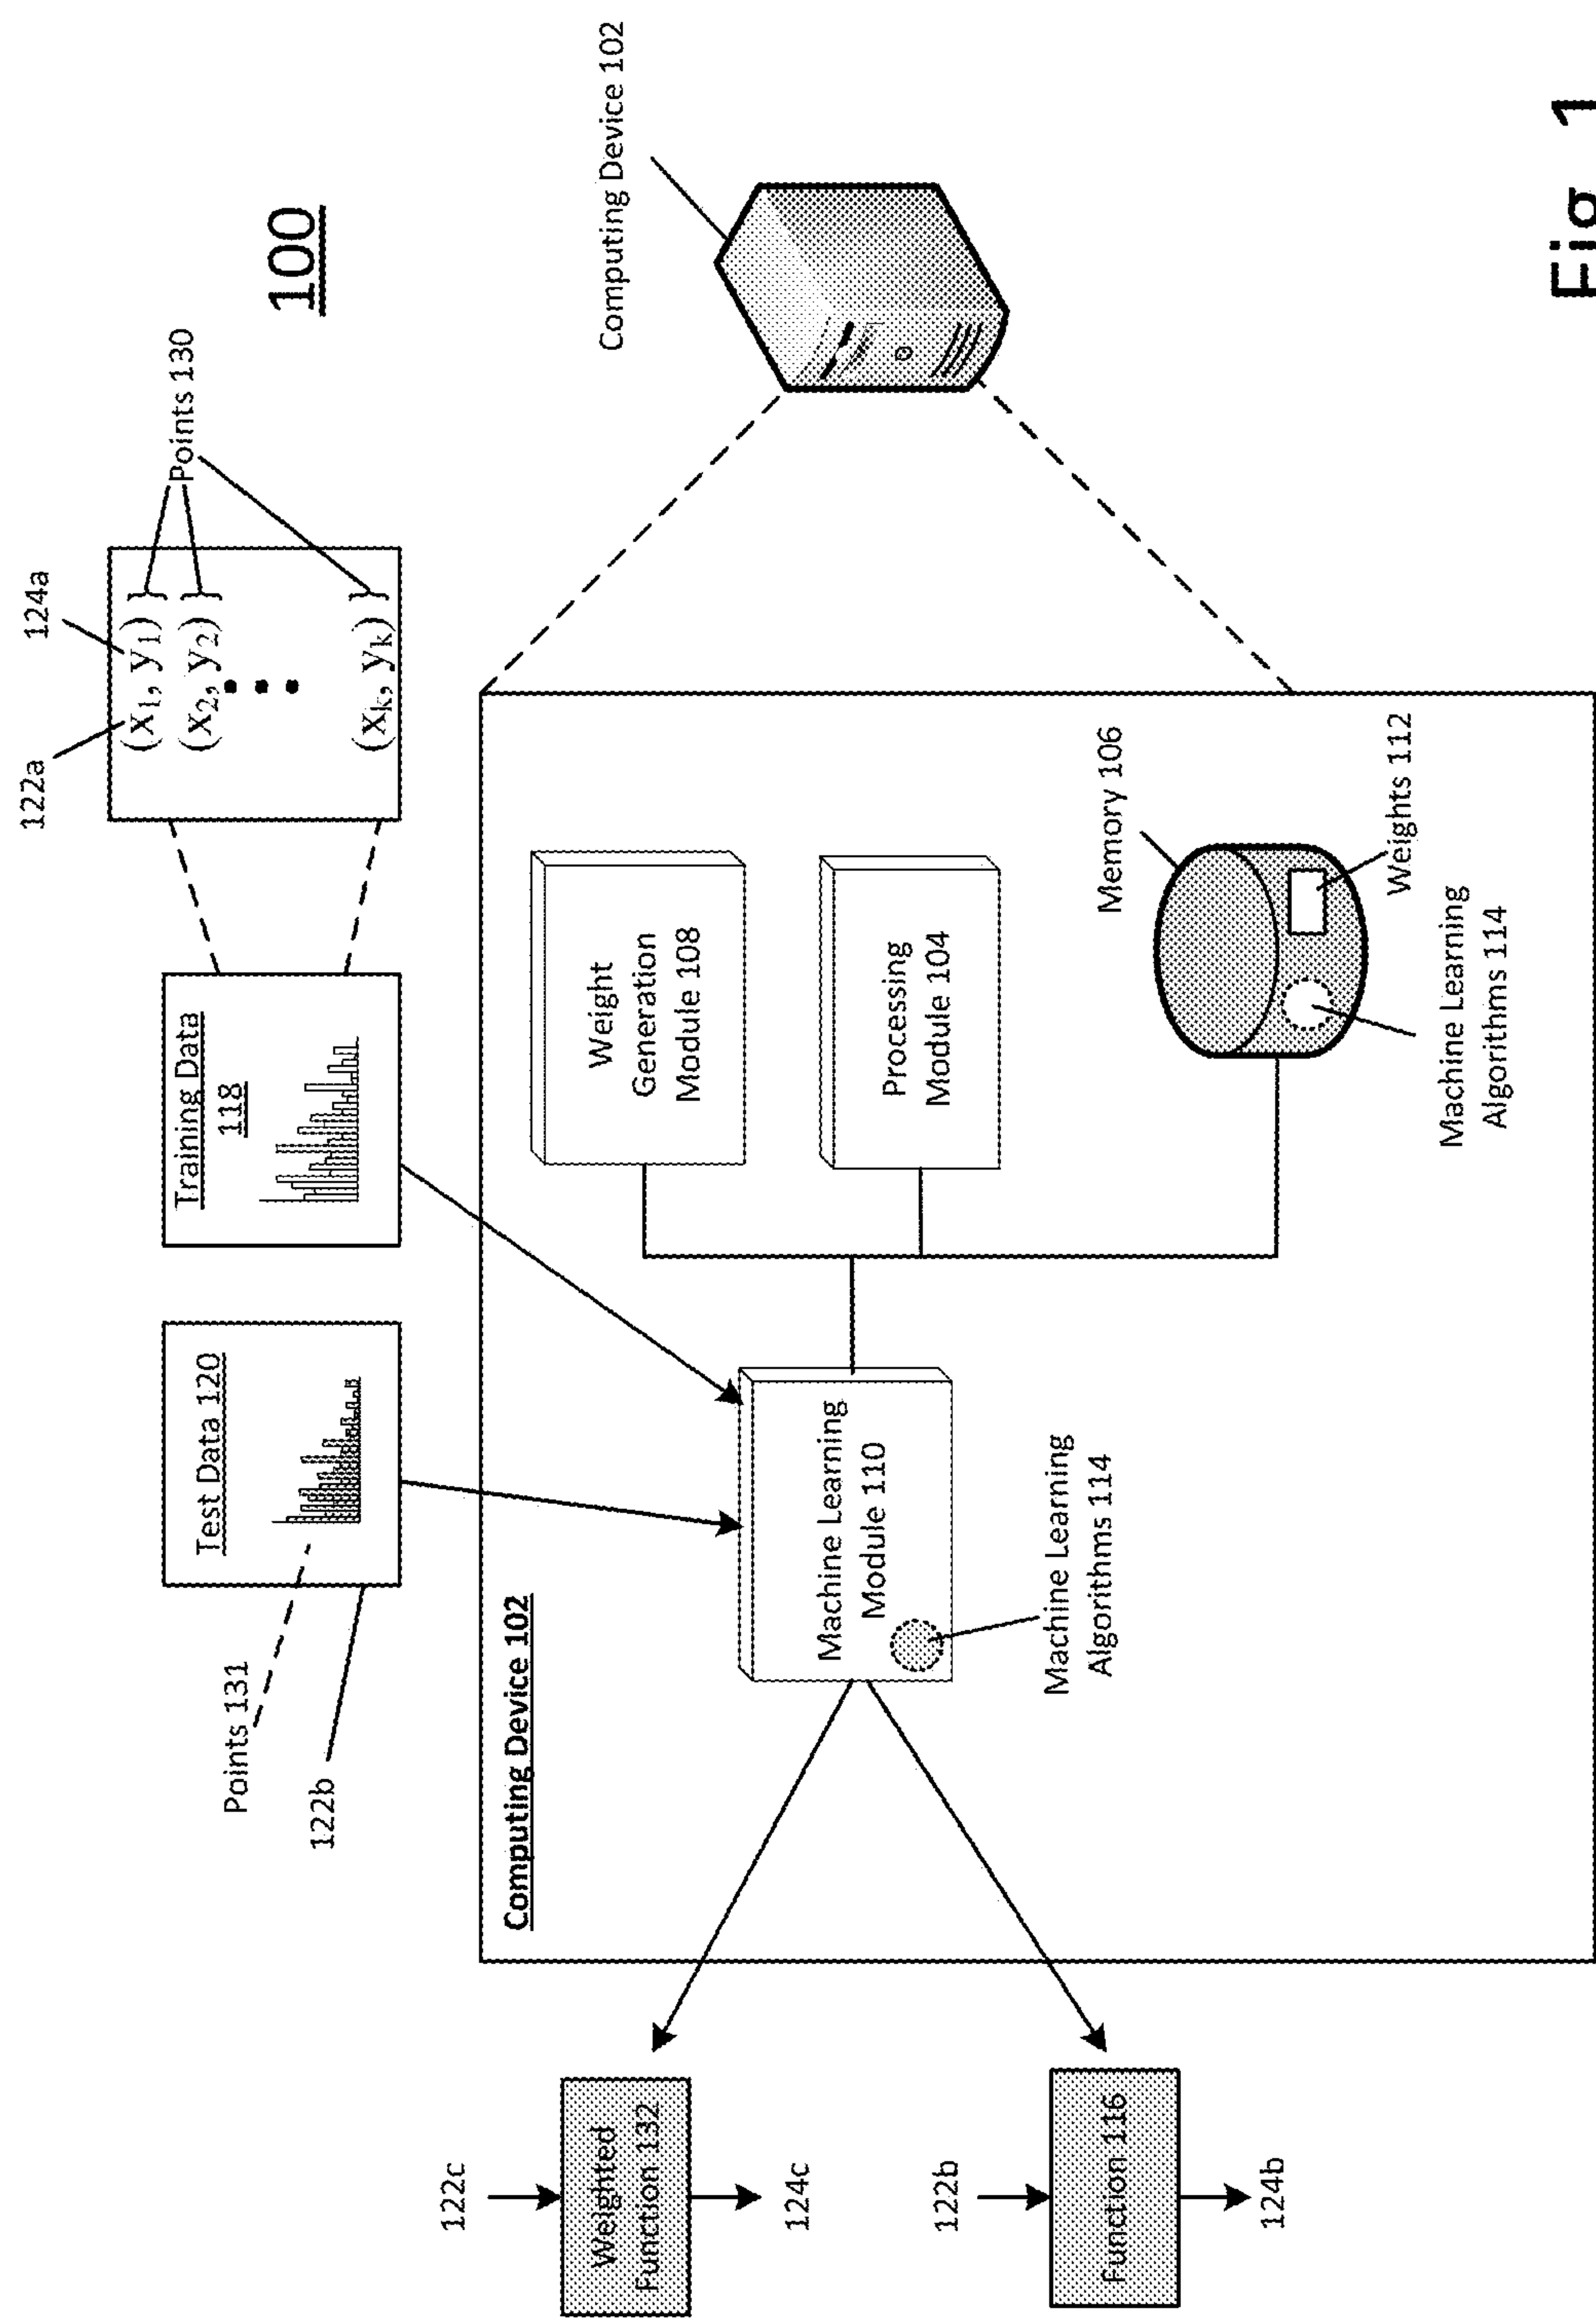 100
Fig. 1
122a
124a
(x1, y1) }
(x2, y2) }
(xk, yk) }
Points 130
Training Data
118
Test Data 120
Points 131
122b
Computing Device 102
Computing Device 102
Weight
Generation
Module 108
Processing
Module 104
Memory 106
Weights 112
Machine Learning
Algorithms 114
Machine Learning
Module 110
Machine Learning
Algorithms 114
122c
Weighted
Function 132
124c
122b
Function 116
124b